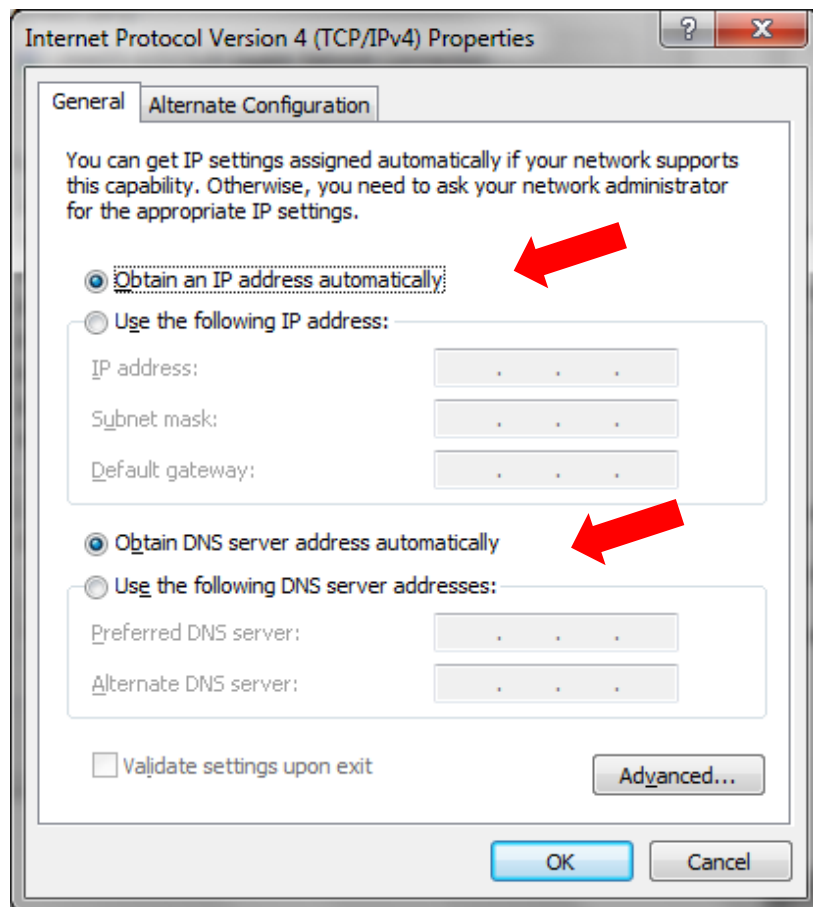 Internet Protocol Version 4 (TCP/IPv4) Properties
General
Alternate Configuration
You can get IP settings assigned automatically if your network supports
this capability. Otherwise, you need to ask your network administrator
for the appropriate IP settings.
Obtain an IP address automatically
Use the following IP address:
IP address:
Subnet mask:
Default gateway:
Obtain DNS server address automatically
Use the following DNS server addresses:
Preferred DNS server:
Alternate DNS server:
Validate settings upon exit
Advanced...
OK
Cancel